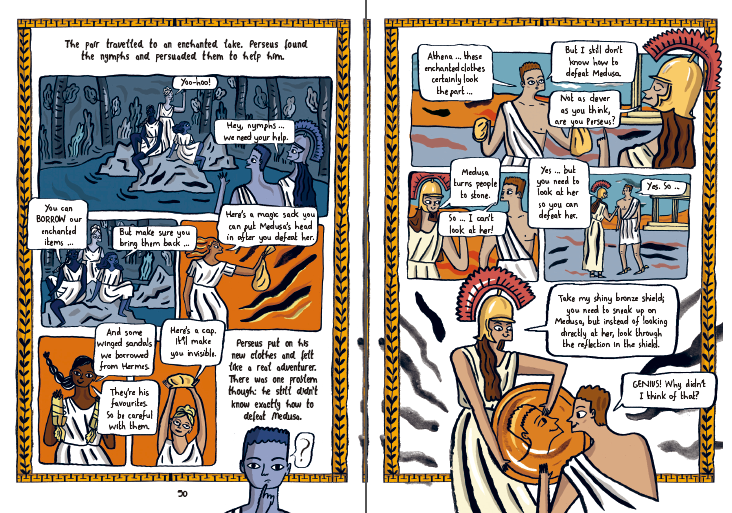 The pair travelled to an enchanted lake. Perseus found
the nymphs and persuaded them to help him.
Yoo-hoo!
Hey, nymphs ...
we need your help.
You can
BORROW our
enchanted
items ...
But make sure you
bring them back ...
Here's a magic sack you
can put Medusa's head
in after you defeat her.
And some
winged sandals
we borrowed
from Hermes.
They're his
favourites.
So be careful
with them.
Here's a cap.
It'll make
you invisible.
Perseus put on his
new clothes and felt
like a real adventurer.
There was one problem
though: he still didn't
know exactly how to
defeat Medusa.
50
Athena ... these
enchanted clothes
certainly look
the part ...
But I still don't
know how to
defeat Medusa.
Not as clever
as you think,
are you Perseus?
Medusa
turns people
to stone.
So ... I can't
look at her!
Yes ... but
you need to
look at her
so you can
defeat her.
Yes. So ...
Take my shiny bronze shield;
you need to sneak up on
Medusa, but instead of looking
directly at her, look through
the reflection in the shield.
GENIUS! Why didn't
I think of that?